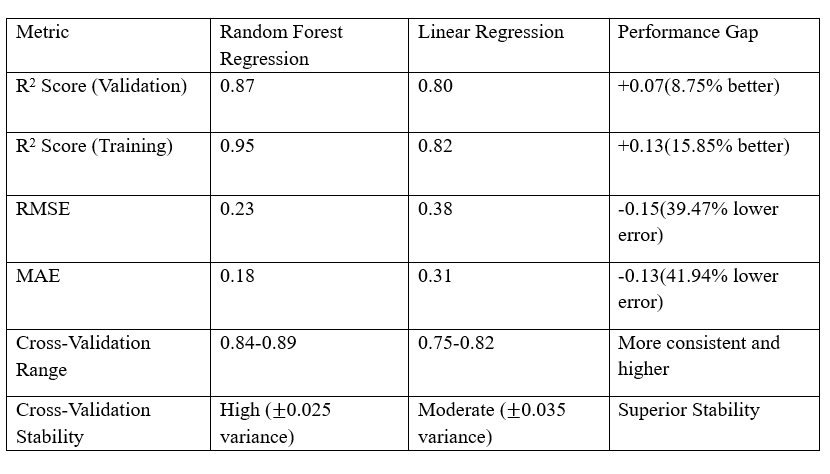 Metric
Random Forest
Regression
Linear Regression
Performance Gap
R² Score (Validation)
0.87
0.80
+0.07(8.75% better)
R² Score (Training)
0.95
0.82
+0.13(15.85% better)
RMSE
0.23
0.38
-0.15(39.47% lower
error)
MAE
0.18
0.31
-0.13(41.94% lower
error)
Cross-Validation
Range
0.84-0.89
0.75-0.82
More consistent and
higher
Cross-Validation
Stability
High (±0.025
variance)
Moderate (±0.035
variance)
Superior Stability